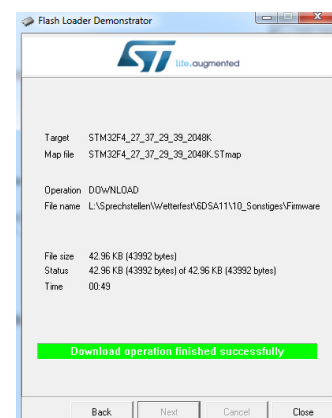 Flash Loader Demonstrator
ST life.augmented
Target STM32F4_27_37_29_39_2048K
Map file STM32F4_27_37_29_39_2048K.STmap
Operation DOWNLOAD
File name L:\Sprechstellen\Wetterfest\6DSA11\10_Sonstiges\Firmware
File size 42.96 KB (43992 bytes)
Status 42.96 KB (43992 bytes) of 42.96 KB (43992 bytes)
Time 00:49
Download operation finished successfully
Back Next Cancel Close